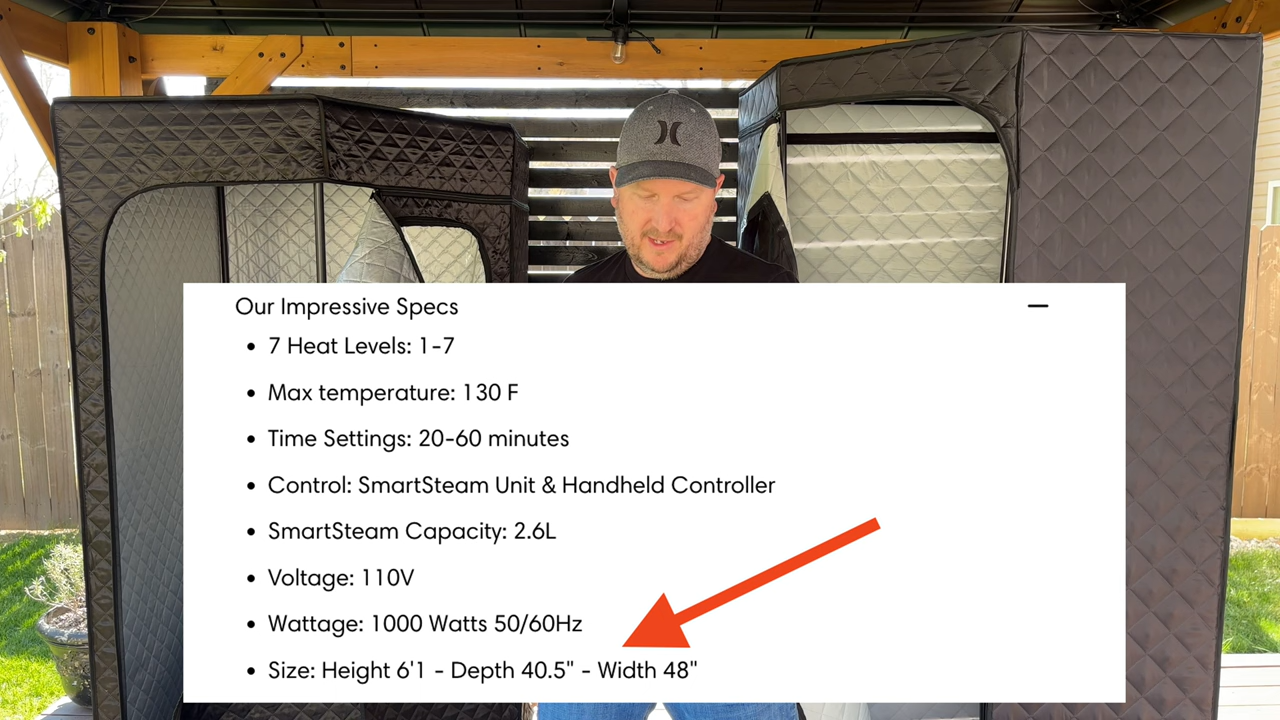 Our Impressive Specs
7 Heat Levels: 1-7
Max temperature: 130 F
Time Settings: 20-60 minutes
Control: SmartSteam Unit & Handheld Controller
SmartSteam Capacity: 2.6L
Voltage: 110V
Wattage: 1000 Watts 50/60Hz
Size: Height 6'1 - Depth 40.5" - Width 48"